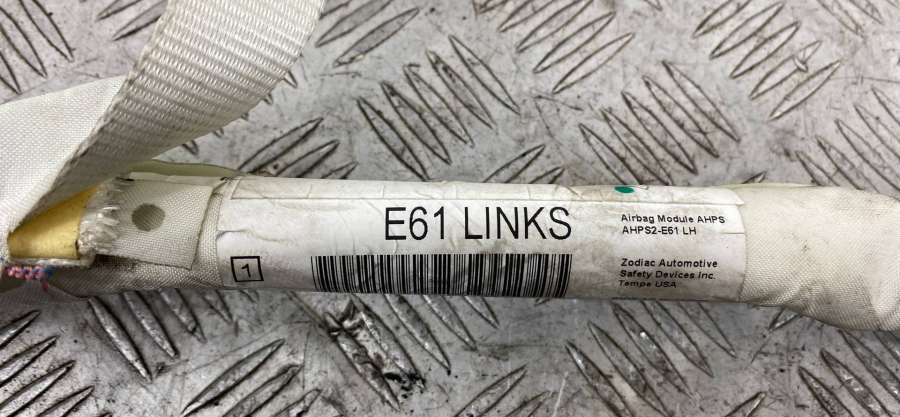 E61 LINKS
1
Airbag Module AHPS
AHPS2-E61 LH
Zodiac Automotive
Safety Devices Inc.
Tempe USA